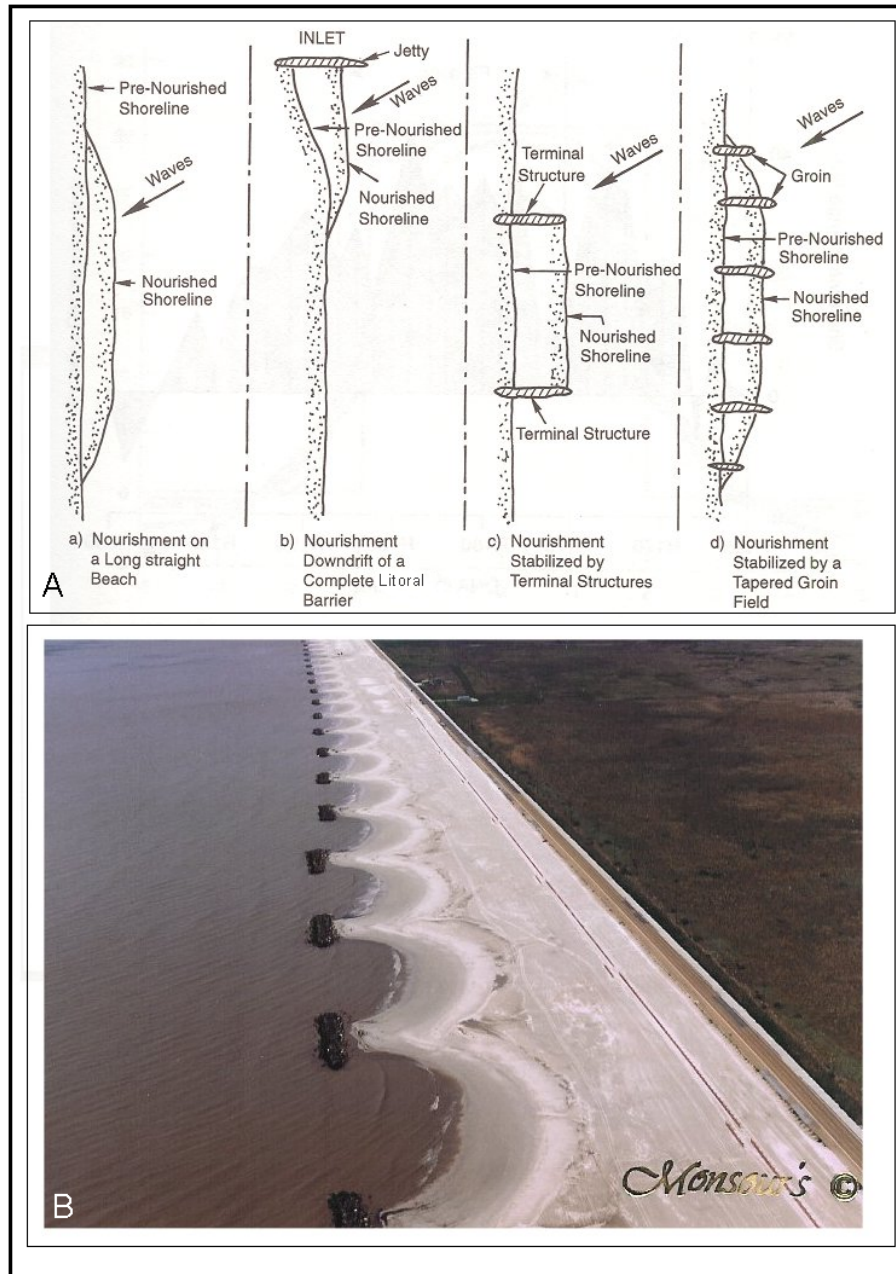 INLET
Jetty
Pre-Nourished
Shoreline
Waves
Nourished
Shoreline
Waves
Pre-Nourished
Shoreline
Nourished
Shoreline
Terminal
Structure
Waves
Pre-Nourished
Shoreline
Nourished
Shoreline
Terminal Structure
Waves
Groin
Pre-Nourished
Shoreline
Nourished
Shoreline
a) Nourishment on
a Long straight
Beach
b) Nourishment
Downdrift of a
Complete Litoral
Barrier
c) Nourishment
Stabilized by
Terminal Structures
d) Nourishment
Stabilized by a
Tapered Groin
Field
A
Monsour's ©
B